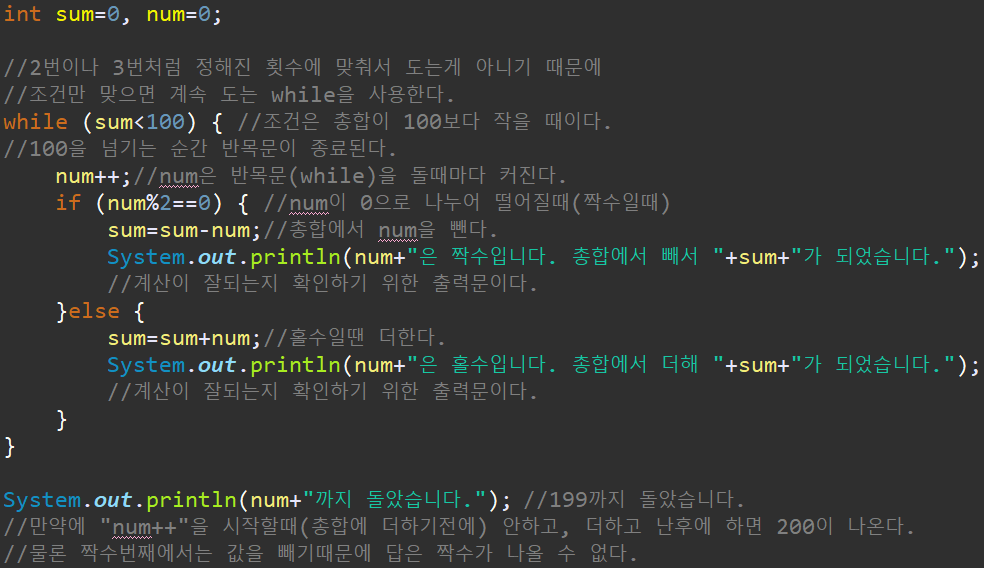 int sum=0, num=0;
//2번이나 3번처럼 정해진 횟수에 맞춰서 도는게 아니기 때문에
//조건만 맞으면 계속 도는 while을 사용한다.
while (sum<100) { //조건은 총합이 100보다 작을 때이다.
//100을 넘기는 순간 반목문이 종료된다.
num++;//num은 반목문(while)을 돌때마다 커진다.
if (num%2==0) { //num이 0으로 나누어 떨어질때(짝수일때)
sum=sum-num;//총합에서 num을 뺀다.
System.out.println(num+"은 짝수입니다. 총합에서 빼서 "+sum+"가 되었습니다.");
//계산이 잘되는지 확인하기 위한 출력문이다.
}else {
sum=sum+num;//홀수일땐 더한다.
System.out.println(num+"은 홀수입니다. 총합에서 더해 "+sum+"가 되었습니다.");
//계산이 잘되는지 확인하기 위한 출력문이다.
}
}
System.out.println(num+"까지 돌았습니다."); //199까지 돌았습니다.
//만약에 "num++"을 시작할때(총합에 더하기전에) 안하고, 더하고 난후에 하면 200이 나온다.
//물론 짝수번째에서는 값을 빼기때문에 답은 짝수가 나올 수 없다.